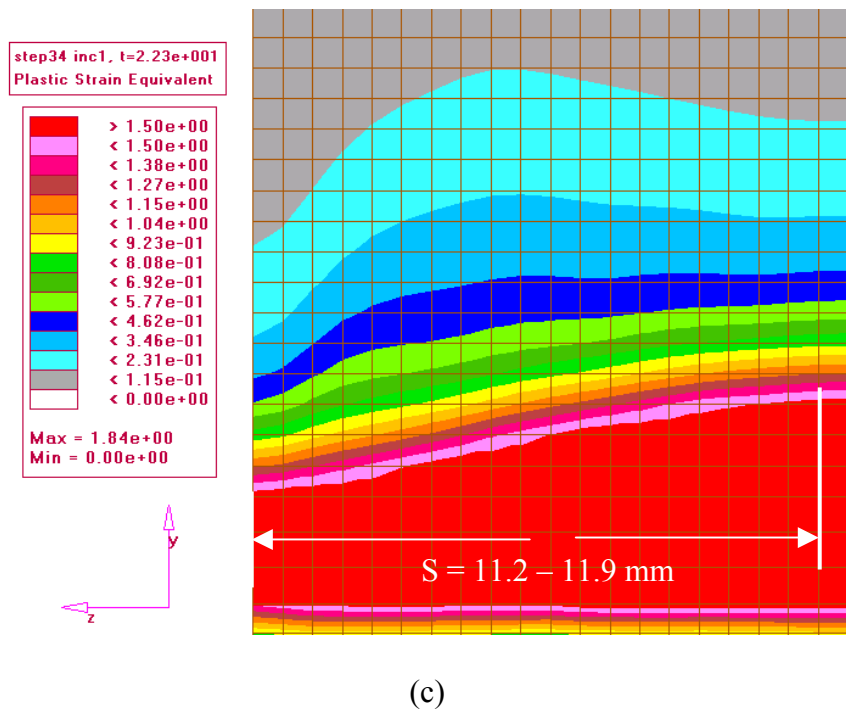 step34 inc1, t=2.23e+001
Plastic Strain Equivalent
> 1.50e+00
< 1.50e+00
< 1.38e+00
< 1.27e+00
< 1.15e+00
< 1.04e+00
< 9.23e-01
< 8.08e-01
< 6.92e-01
< 5.77e-01
< 4.62e-01
< 3.46e-01
< 2.31e-01
< 1.15e-01
< 0.00e+00
Max = 1.84e+00
Min = 0.00e+00
y
z
S = 11.2 – 11.9 mm
(c)